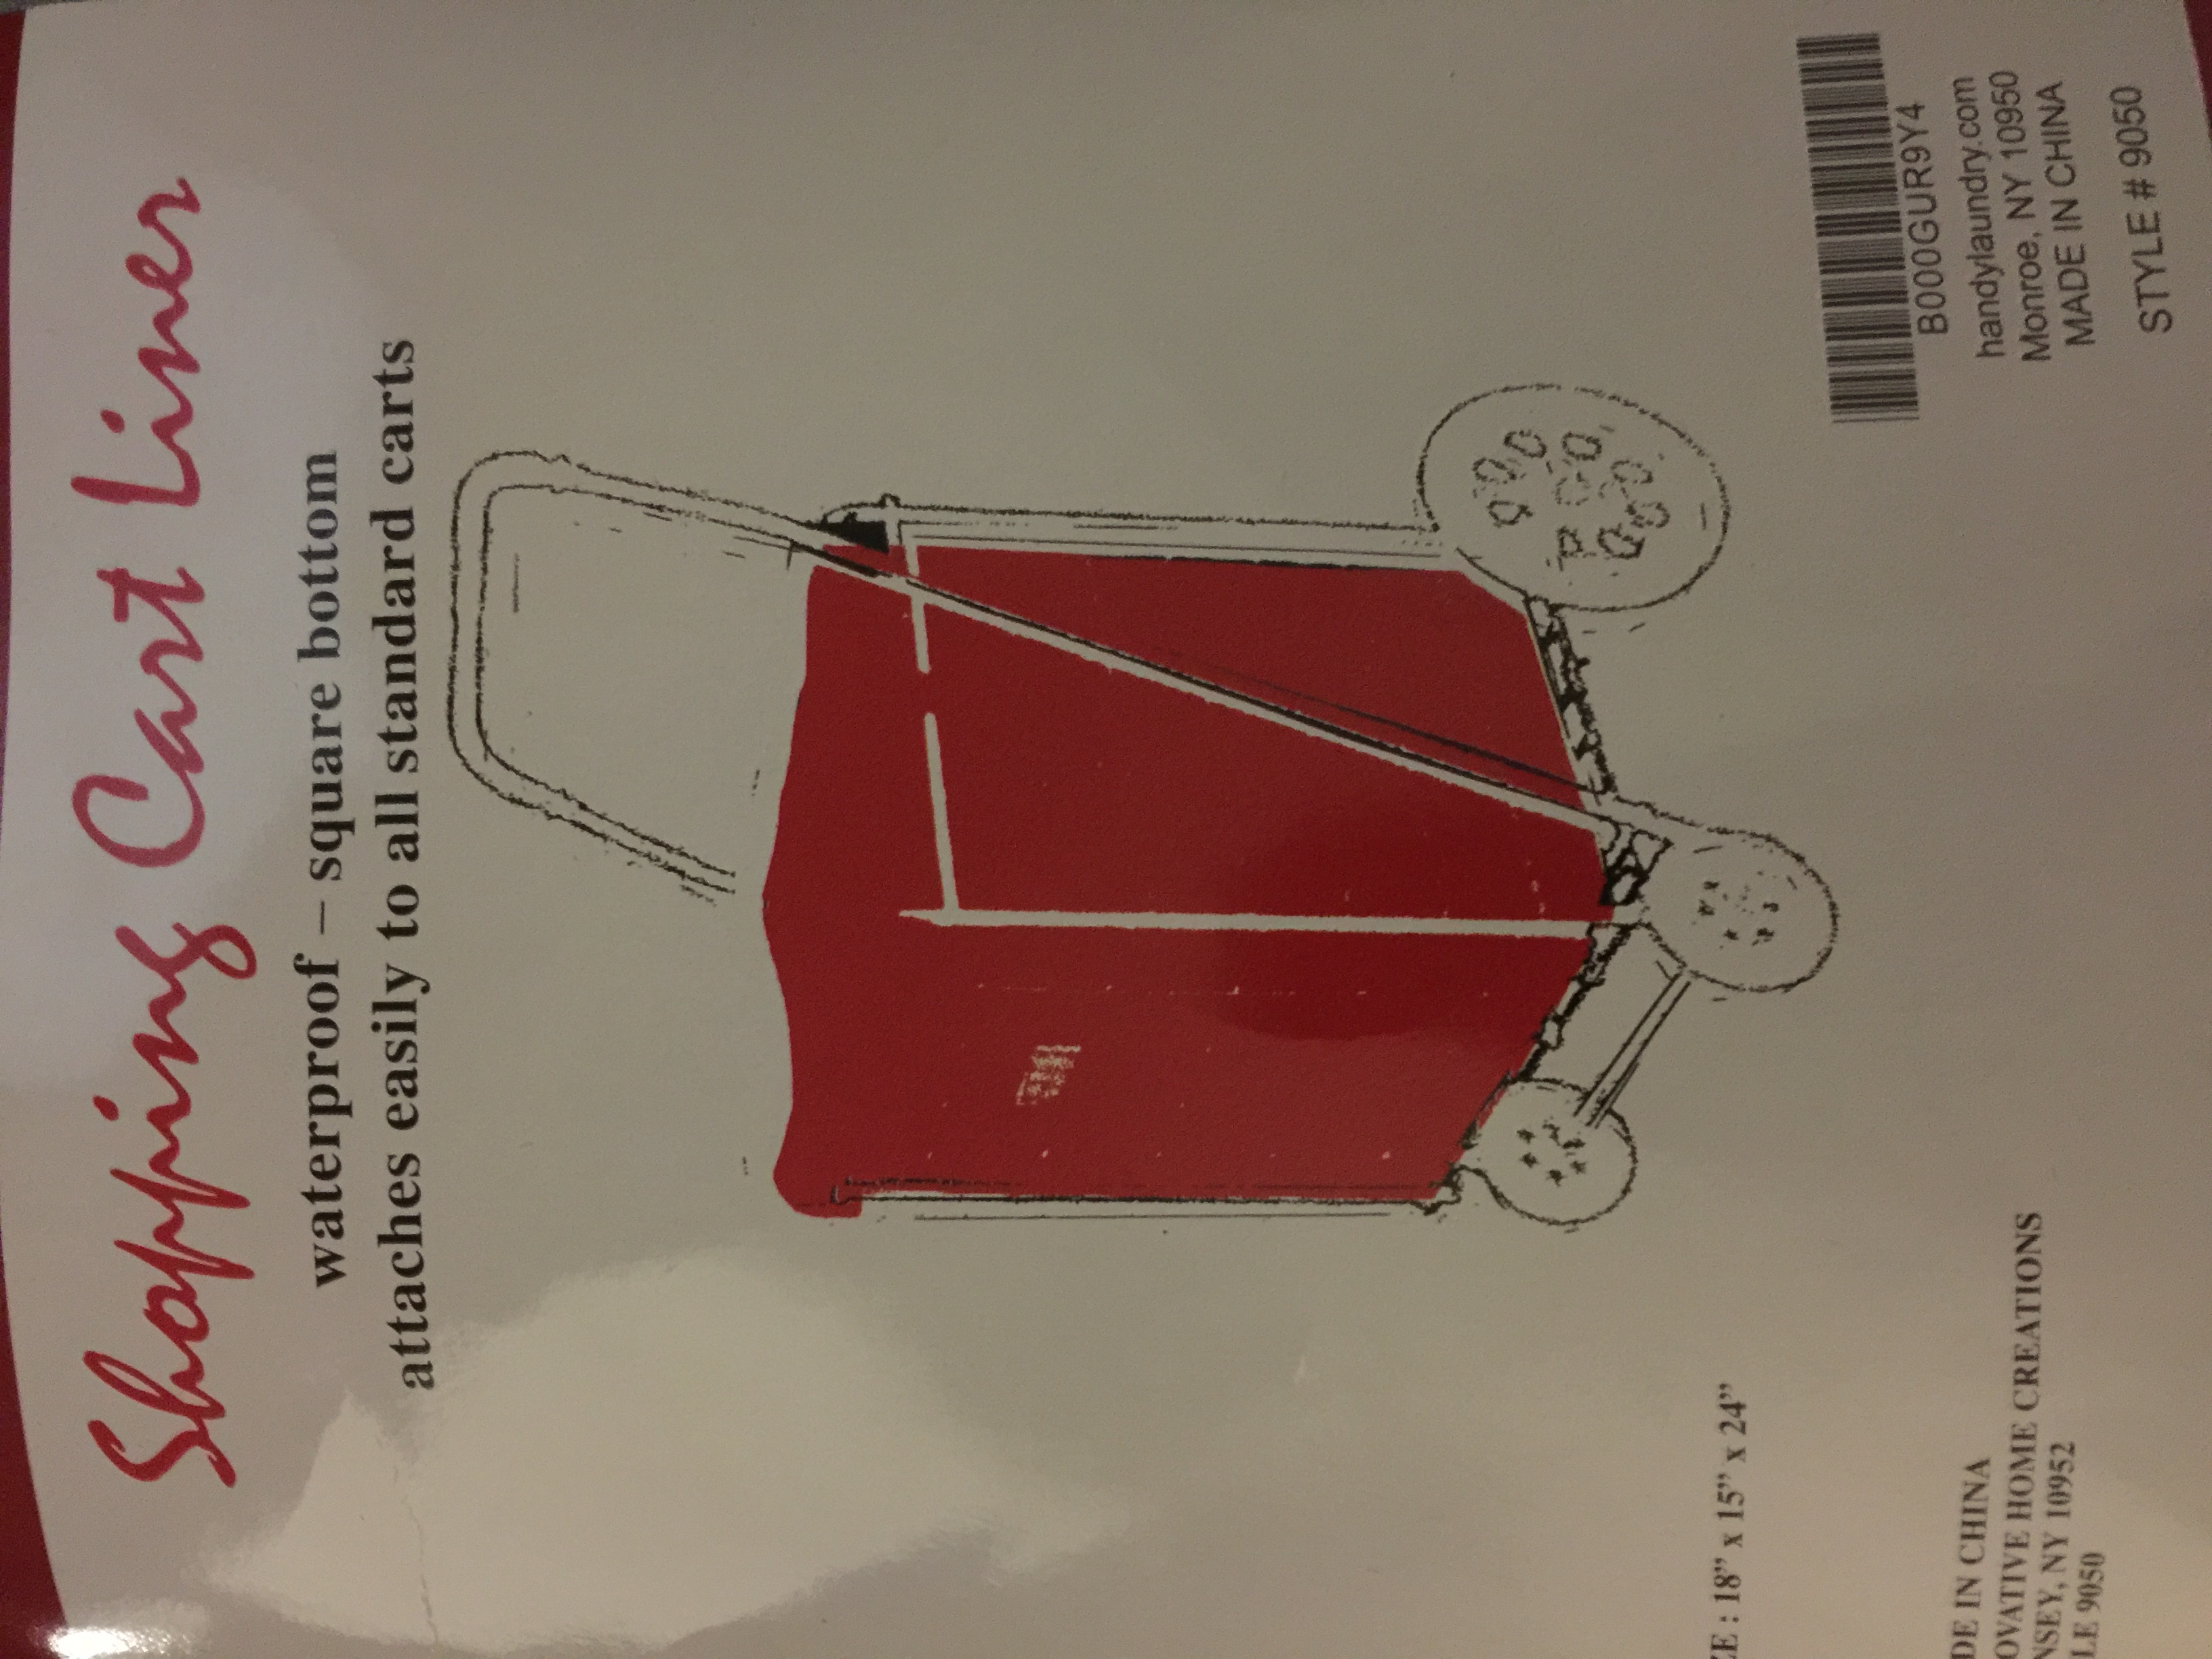 Shopping Cart Liner
waterproof – square bottom
attaches easily to all standard carts
ZE : 18” x 15” x 24”
DE IN CHINA
OVATIVE HOME CREATIONS
NSEY, NY 10952
LE 9050
B000GUR9Y4
handylaundry.com
Monroe, NY 10950
MADE IN CHINA
STYLE # 9050